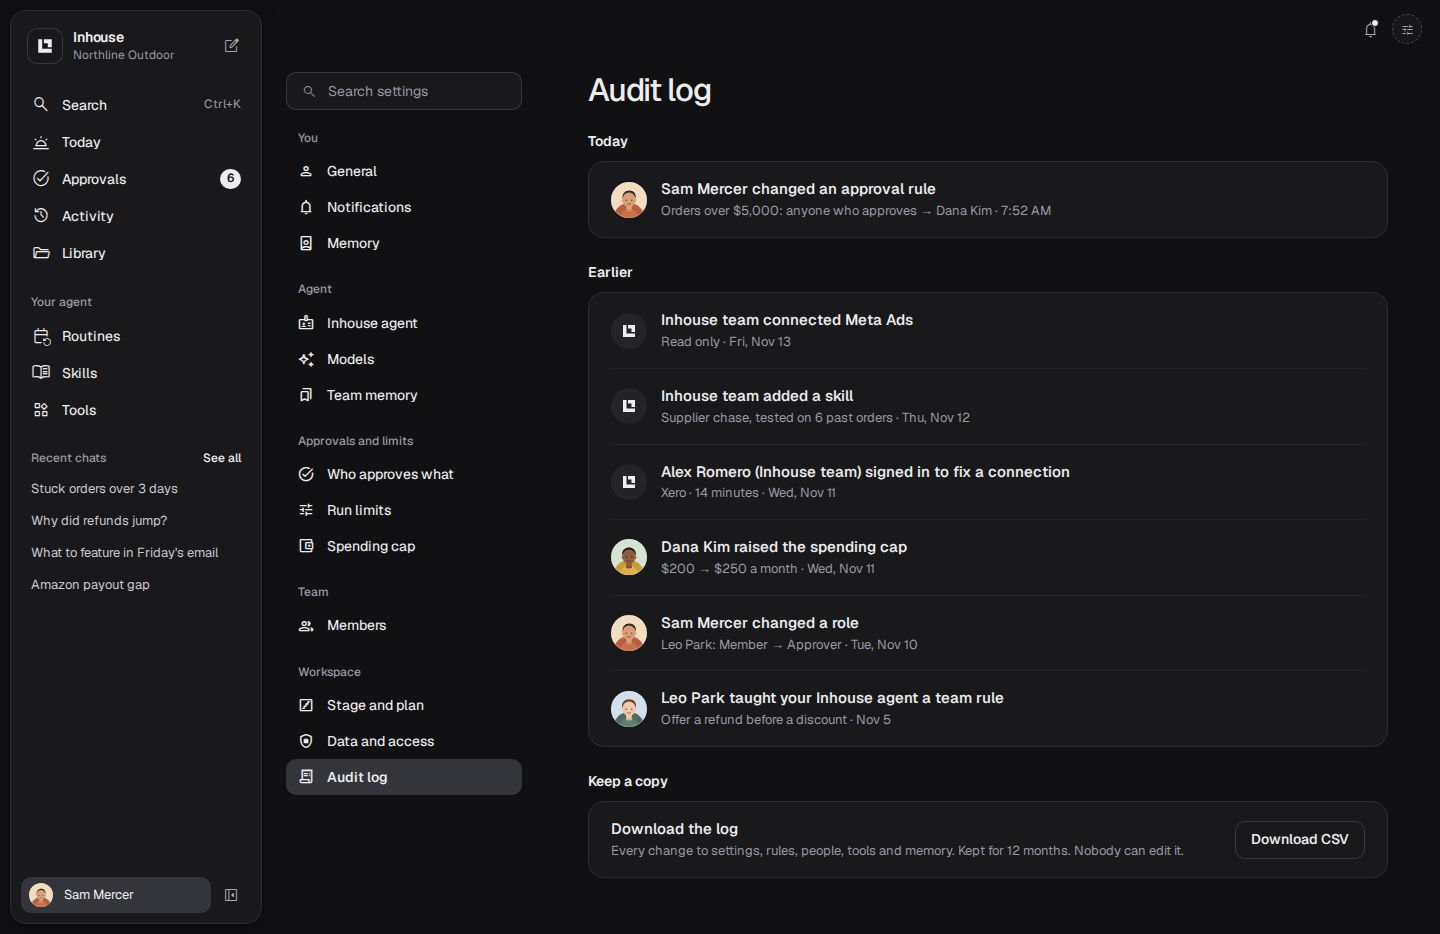 Inhouse
Northline Outdoor
Search Ctrl+K
Today
Approvals 6
Activity
Library
Your agent
Routines
Skills
Tools
Recent chats See all
Stuck orders over 3 days
Why did refunds jump?
What to feature in Friday's email
Amazon payout gap
Sam Mercer
Search settings
You
General
Notifications
Memory
Agent
Inhouse agent
Models
Team memory
Approvals and limits
Who approves what
Run limits
Spending cap
Team
Members
Workspace
Stage and plan
Data and access
Audit log
Audit log
Today
Sam Mercer changed an approval rule
Orders over $5,000: anyone who approves → Dana Kim · 7:52 AM
Earlier
Inhouse team connected Meta Ads
Read only · Fri, Nov 13
Inhouse team added a skill
Supplier chase, tested on 6 past orders · Thu, Nov 12
Alex Romero (Inhouse team) signed in to fix a connection
Xero · 14 minutes · Wed, Nov 11
Dana Kim raised the spending cap
$200 → $250 a month · Wed, Nov 11
Sam Mercer changed a role
Leo Park: Member → Approver · Tue, Nov 10
Leo Park taught your Inhouse agent a team rule
Offer a refund before a discount · Nov 5
Keep a copy
Download the log
Every change to settings, rules, people, tools and memory. Kept for 12 months. Nobody can edit it.
Download CSV